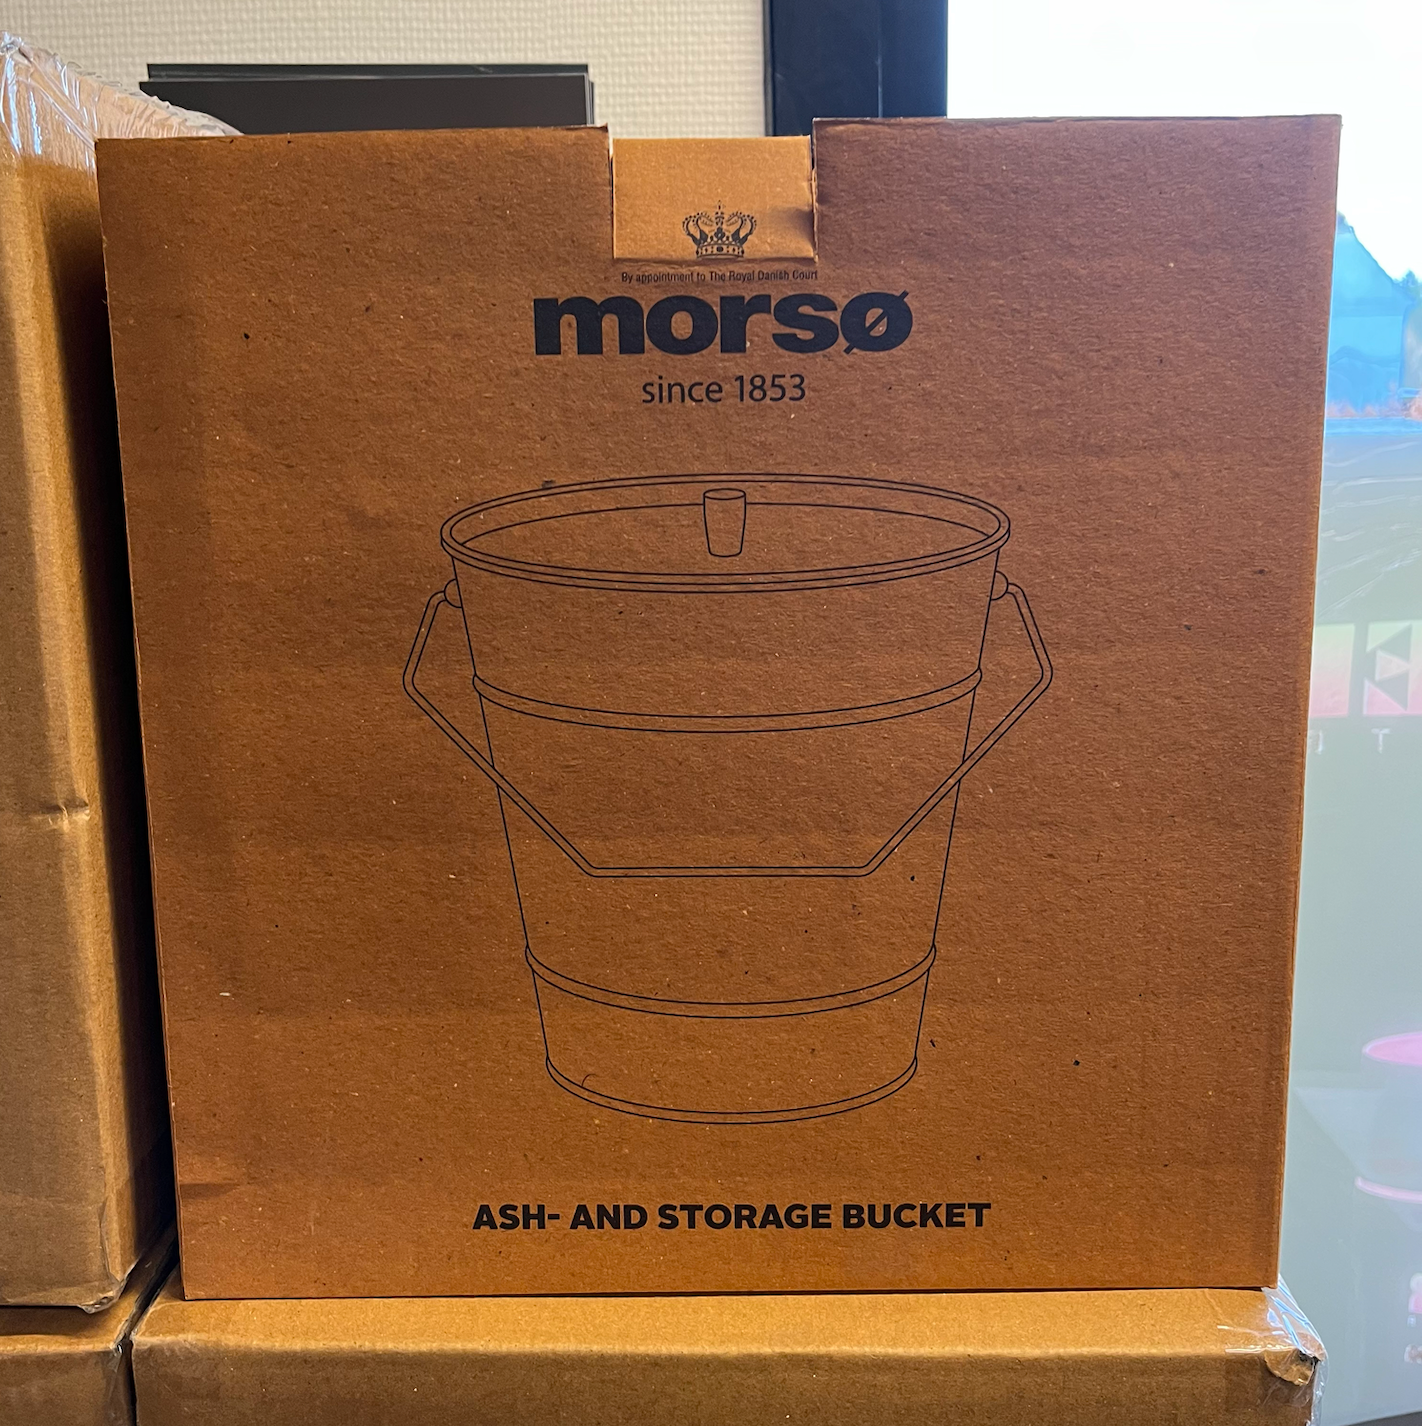 By appointment to The Royal Danish Court
morsø
since 1853
ASH- AND STORAGE BUCKET